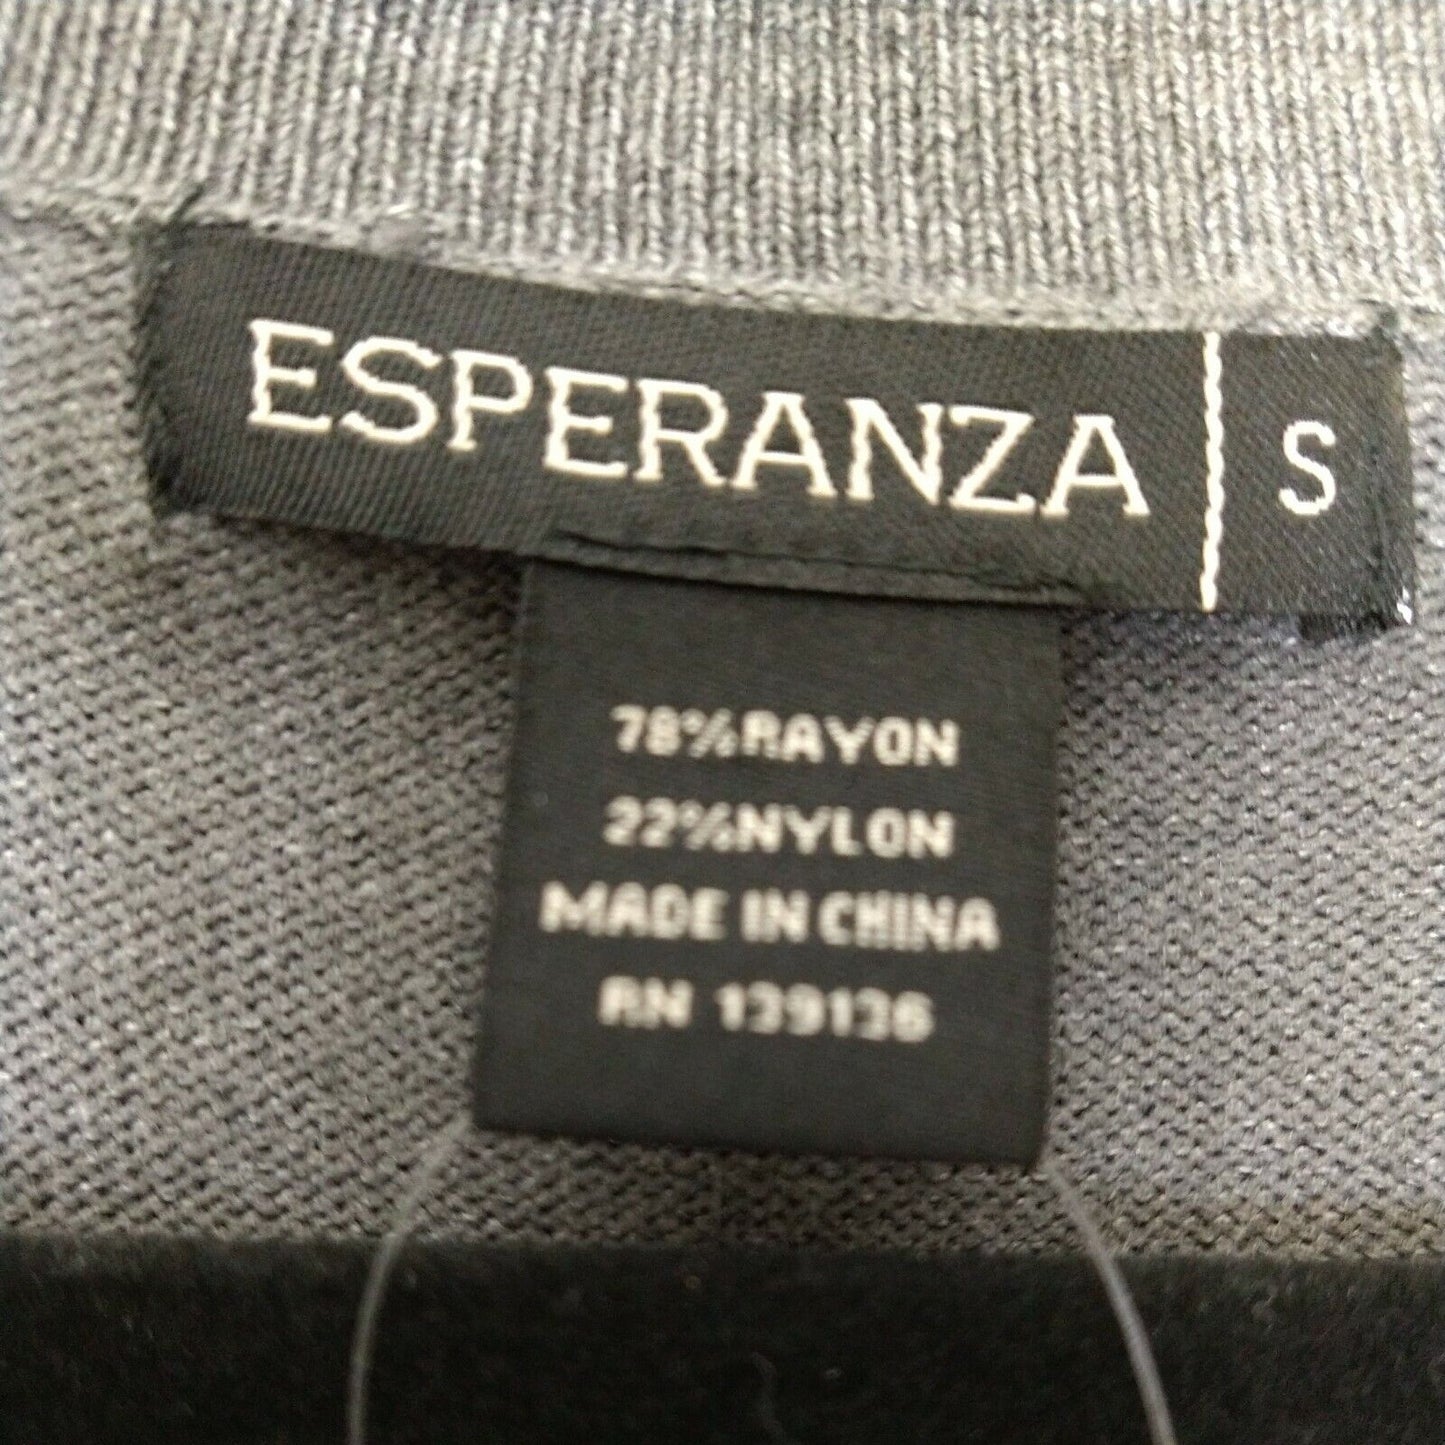 ESPERANZA S
78%RAYON
22%NYLON
MADE IN CHINA
RN 139136